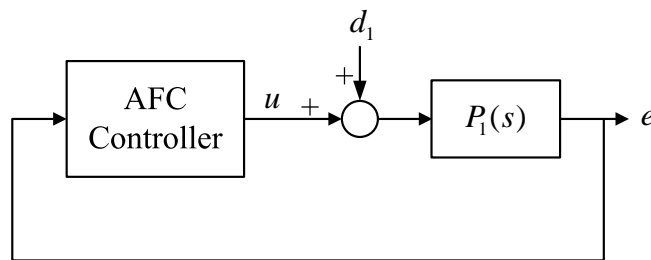 d₁
+
AFC
Controller
u
+
P₁(s)
e